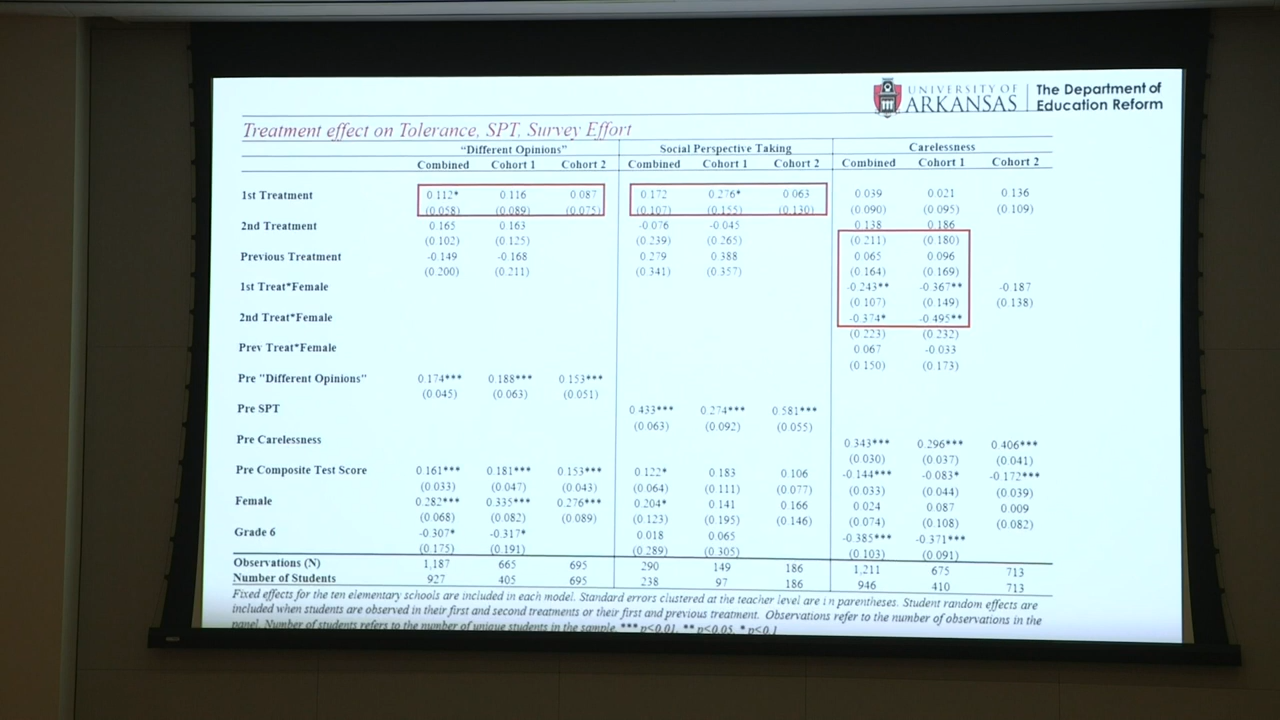 UNIVERSITY OF ARKANSAS | The Department of Education Reform
Treatment effect on Tolerance, SPT, Survey Effort
"Different Opinions" Social Perspective Taking Carelessness
Combined Cohort 1 Cohort 2 Combined Cohort 1 Cohort 2 Combined Cohort 1 Cohort 2
1st Treatment 0.112* 0.116 0.087 0.172 0.276* 0.063 0.039 0.021 0.136
(0.058) (0.089) (0.075) (0.107) (0.155) (0.130) (0.090) (0.095) (0.109)
2nd Treatment 0.165 0.163 -0.076 -0.045 0.138 0.186
(0.102) (0.125) (0.239) (0.265) (0.211) (0.180)
Previous Treatment -0.149 -0.168 0.279 0.388 0.065 0.096
(0.200) (0.211) (0.341) (0.357) (0.164) (0.169)
1st Treat*Female -0.243** -0.367** -0.187
(0.107) (0.149) (0.138)
2nd Treat*Female -0.374* -0.495**
(0.223) (0.232)
Prev Treat*Female 0.067 -0.033
(0.150) (0.173)
Pre "Different Opinions" 0.174*** 0.188*** 0.153***
(0.045) (0.063) (0.051)
Pre SPT 0.433*** 0.274*** 0.581***
(0.063) (0.092) (0.055)
Pre Carelessness 0.343*** 0.296*** 0.406***
(0.030) (0.037) (0.041)
Pre Composite Test Score 0.161*** 0.181*** 0.153*** 0.122* 0.183 0.106 -0.144*** -0.083* -0.172***
(0.033) (0.047) (0.043) (0.064) (0.111) (0.077) (0.033) (0.044) (0.039)
Female 0.282*** 0.335*** 0.276*** 0.204* 0.141 0.166 0.024 0.087 0.009
(0.068) (0.082) (0.089) (0.123) (0.195) (0.146) (0.074) (0.108) (0.082)
Grade 6 -0.307* -0.317* 0.018 0.065 -0.385*** -0.371***
(0.175) (0.191) (0.289) (0.305) (0.103) (0.091)
Observations (N) 1,187 665 695 290 149 186 1,211 675 713
Number of Students 927 405 695 238 97 186 946 410 713
Fixed effects for the ten elementary schools are included in each model. Standard errors clustered at the teacher level are in parentheses. Student random effects are
included when students are observed in their first and second treatments or their first and previous treatment. Observations refer to the number of observations in the
panel. Number of students refers to the number of unique students in the sample. *** p<0.01, ** p<0.05, * p<0.1